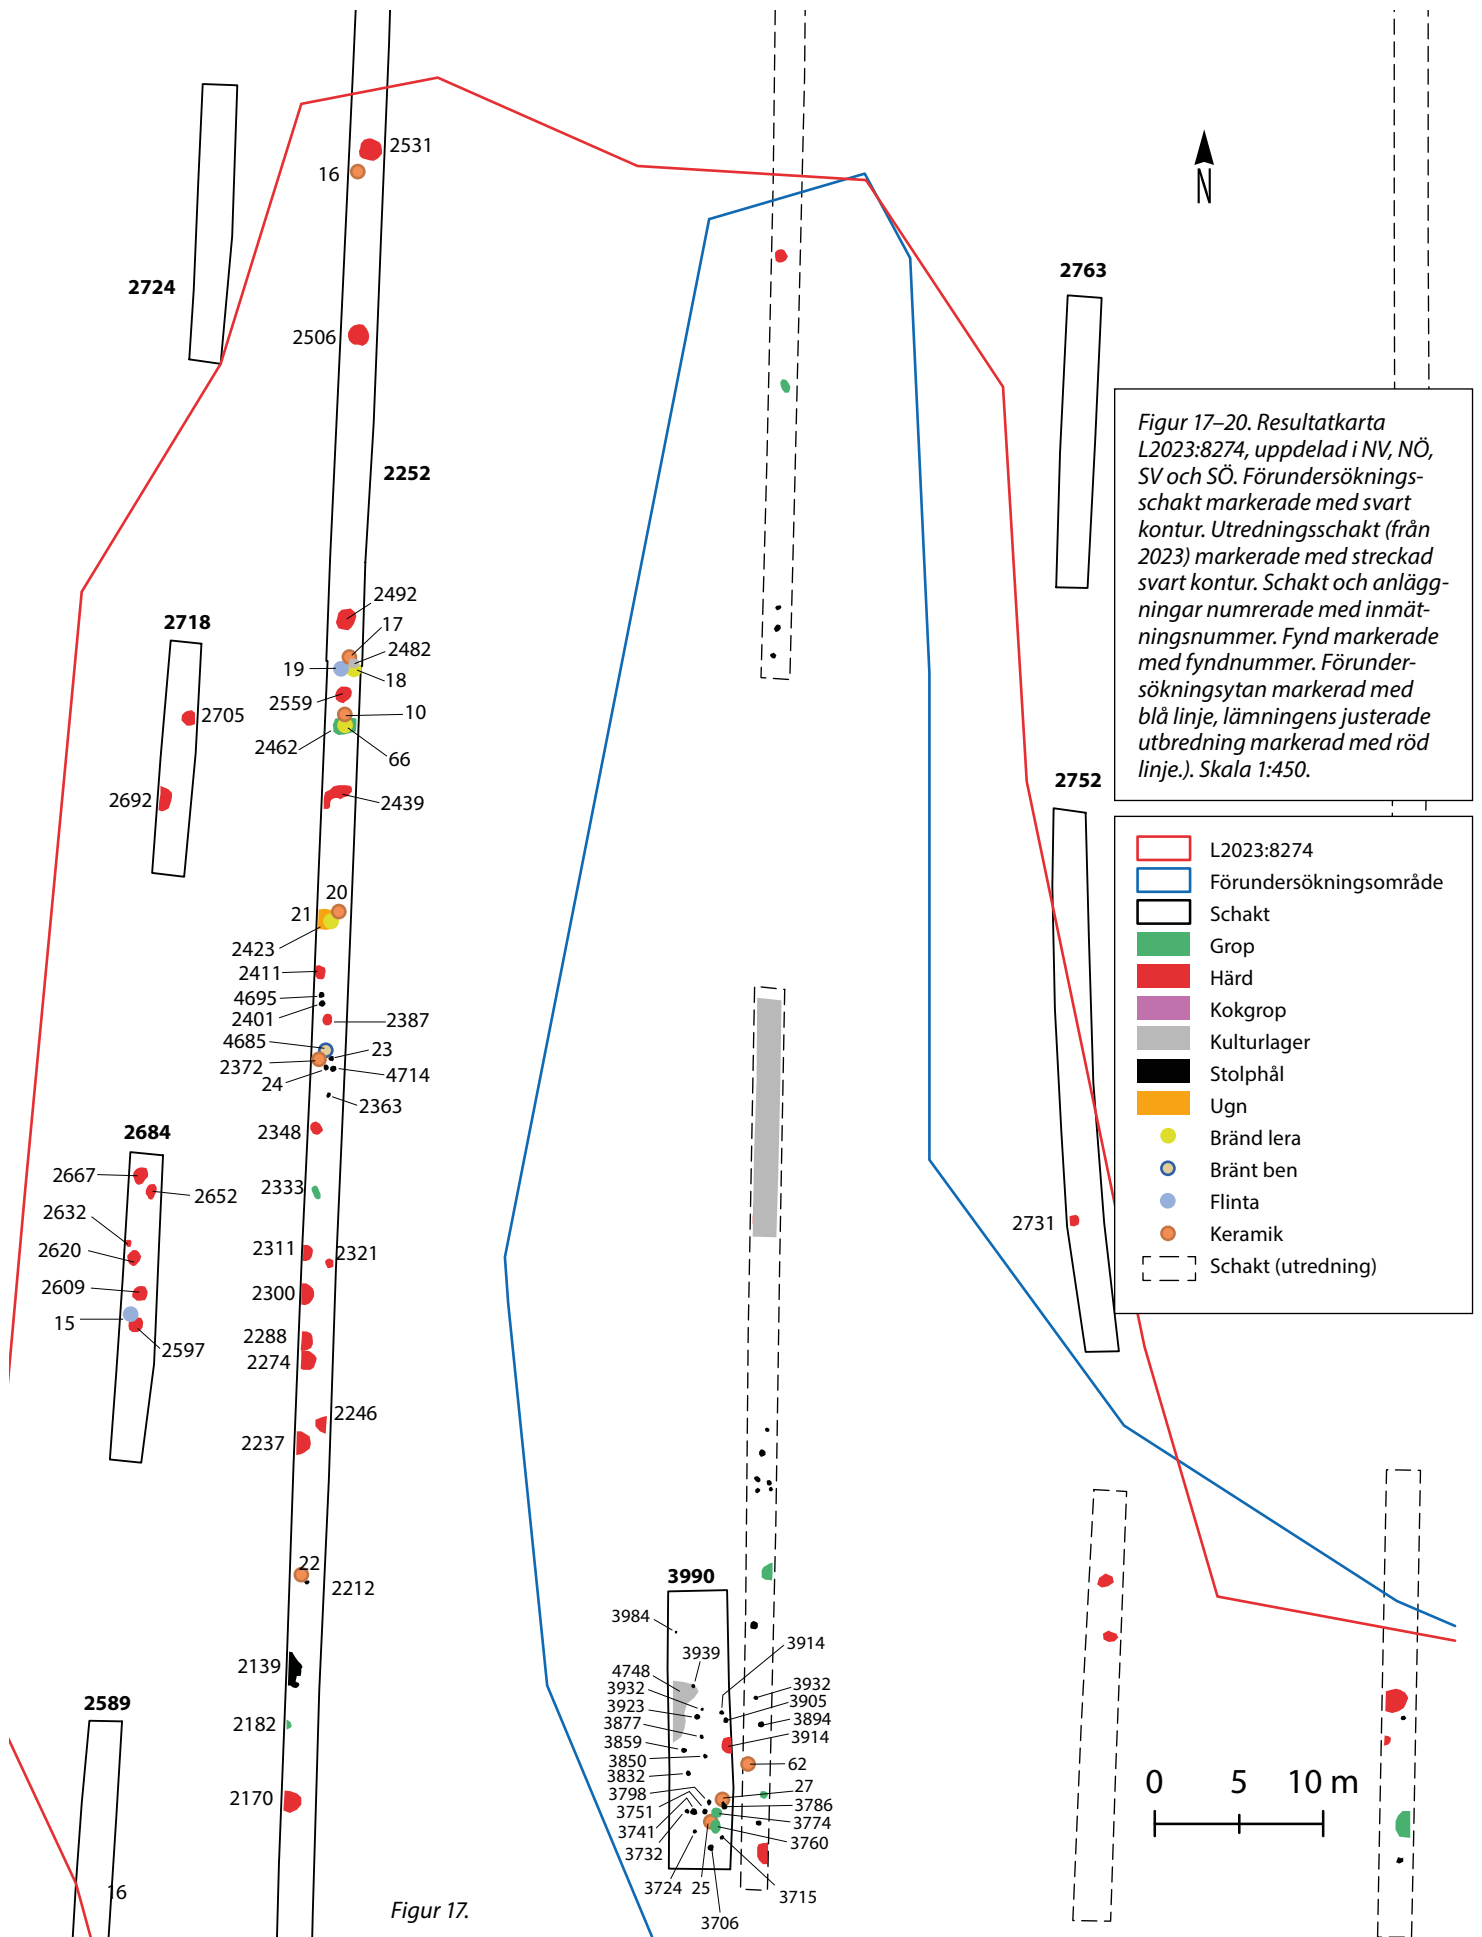 2531
16
2724
2763
2506
Figur 17–20. Resultatkarta
L2023:8274, uppdelad i NV, NÖ,
SV och SÖ. Förundersöknings-
schakt markerade med svart
kontur. Utredningsschakt (från
2023) markerade med streckad
svart kontur. Schakt och anlägg-
ningar numrerade med inmät-
ningsnummer. Fynd markerade
med fyndnummer. Förunder-
sökningsytan markerad med
blå linje, lämningens justerade
utbredning markerad med röd
linje.). Skala 1:450.
N
2252
2492
2718
17
2482
19
18
2559
2705
10
2462
66
2752
2692
2439
L2023:8274
Förundersökningsområde
Schakt
Grop
Härd
Kokgrop
Kulturlager
Stolphål
Ugn
Bränd lera
Bränt ben
Flinta
Keramik
Schakt (utredning)
20
21
2423
2411
4695
2401
2387
4685
23
2372
4714
24
2363
2684
2348
2667
2333
2652
2632
2731
2620
2311
2321
2609
2300
15
2288
2597
2274
2246
2237
22
3990
2212
3984
3914
3939
2139
4748
3932
3932
3923
3905
3877
3894
3859
3914
3850
62
3832
27
3798
3786
3751
3774
3741
3760
3732
3724
25
3715
3706
2589
2182
2170
0 5 10 m
16
Figur 17.